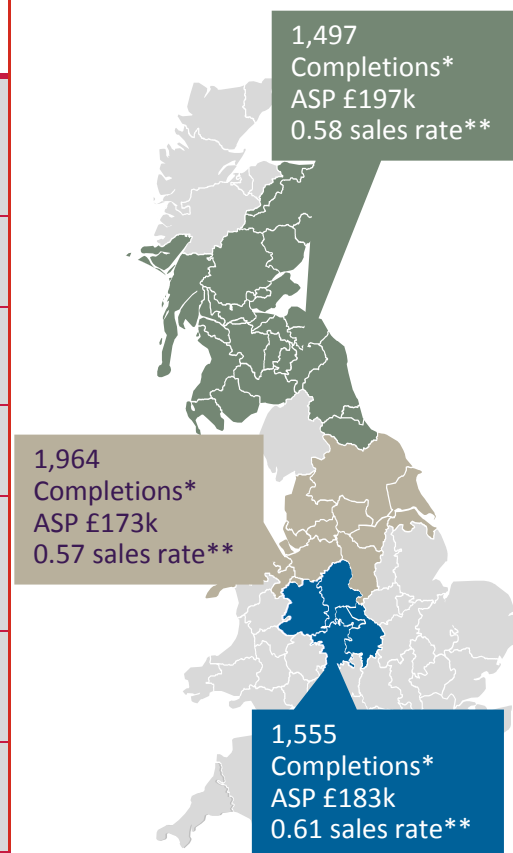 1,497
Completions*
ASP £197k
0.58 sales rate**
1,964
Completions*
ASP £173k
0.57 sales rate**
1,555
Completions*
ASP £183k
0.61 sales rate**